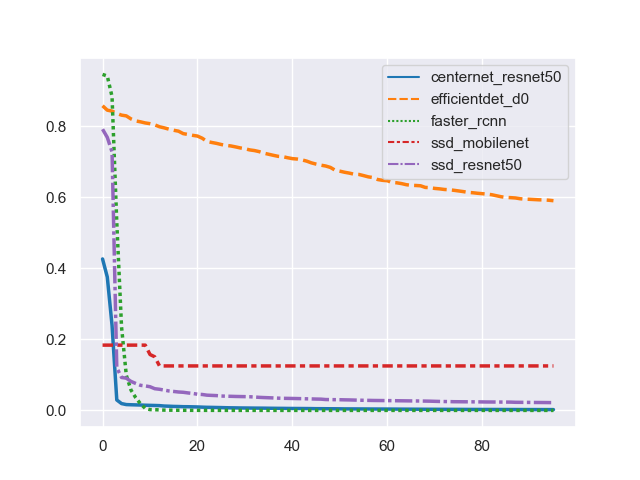 centernet_resnet50
efficientdet_d0
faster_rcnn
ssd_mobilenet
ssd_resnet50
0.8
0.6
0.4
0.2
0.0
0 20 40 60 80